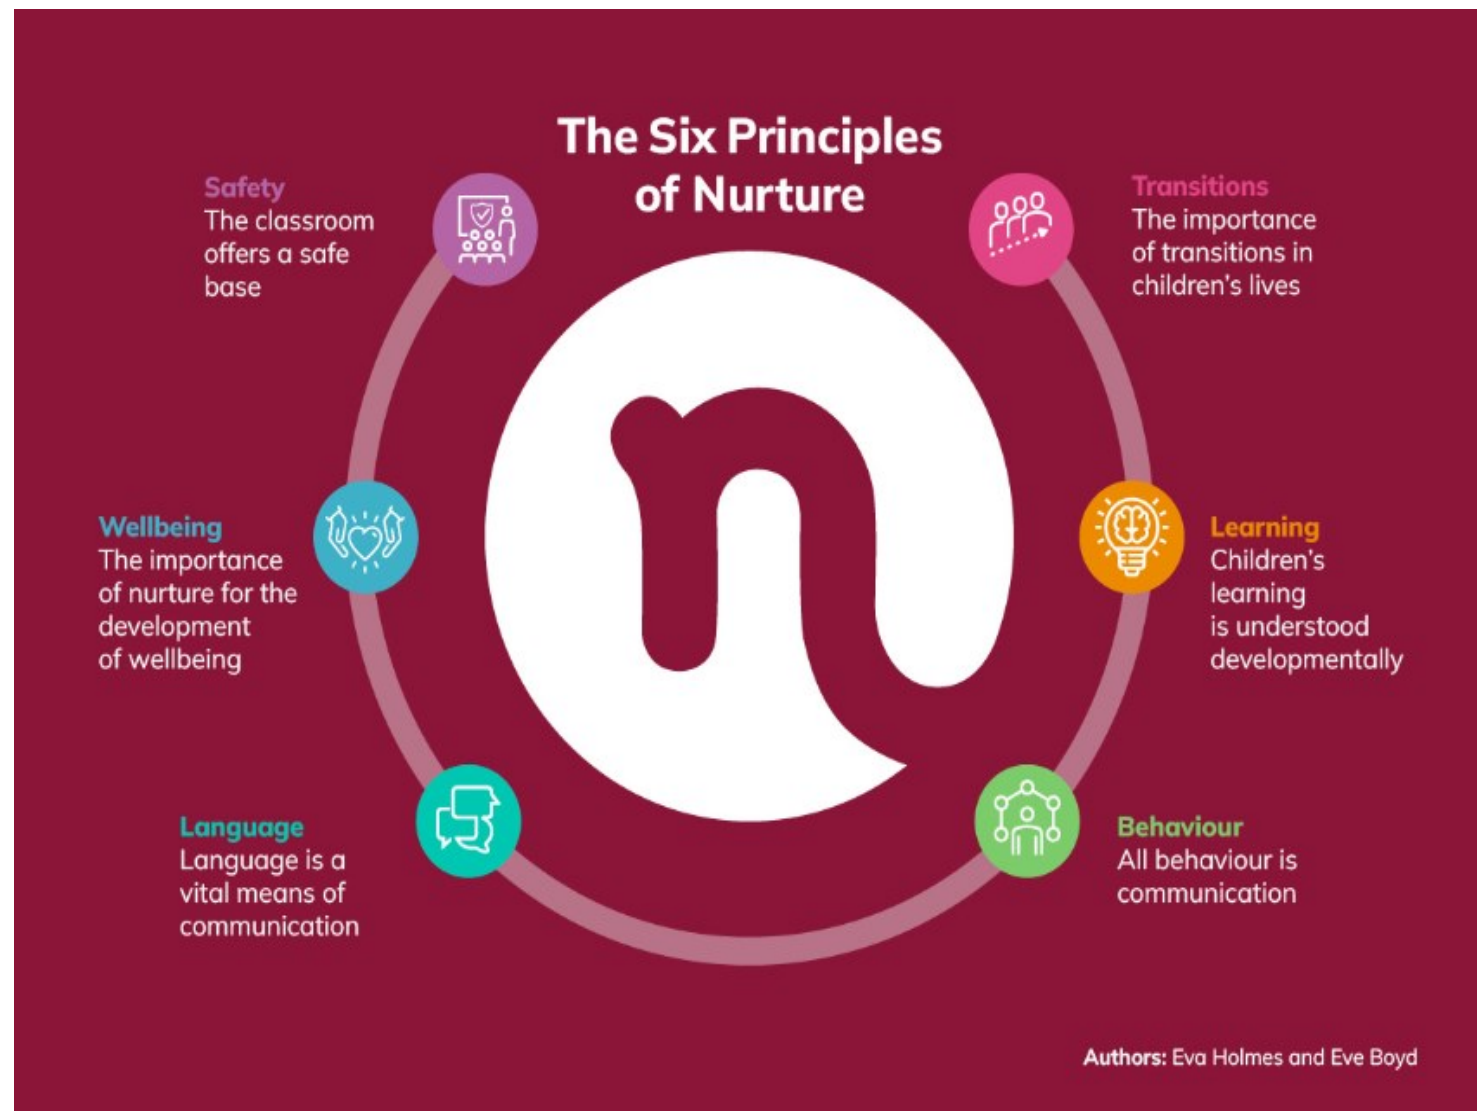 The Six Principles
of Nurture
Safety
The classroom
offers a safe
base
Transitions
The importance
of transitions in
children's lives
Wellbeing
The importance
of nurture for the
development
of wellbeing
n
Learning
Children's
learning
is understood
developmentally
Language
Language is a
vital means of
communication
Behaviour
All behaviour is
communication
Authors: Eva Holmes and Eve Boyd